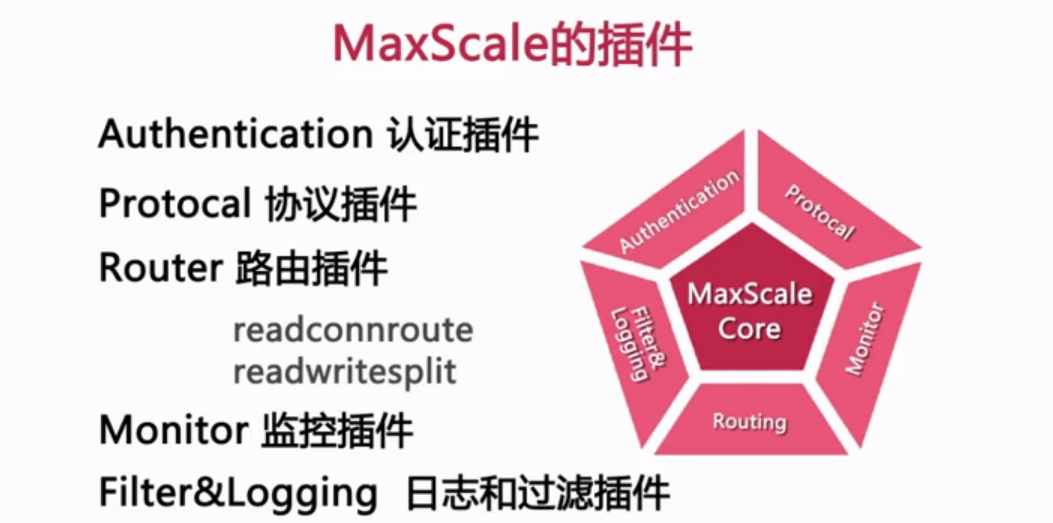 MaxScale的插件
Authentication 认证插件
Protocal 协议插件
Router 路由插件
readconnroute
readwritesplit
Monitor 监控插件
Filter&Logging 日志和过滤插件
Authentication
Protocal
Filter&
Logging
MaxScale
Core
Monitor
Routing